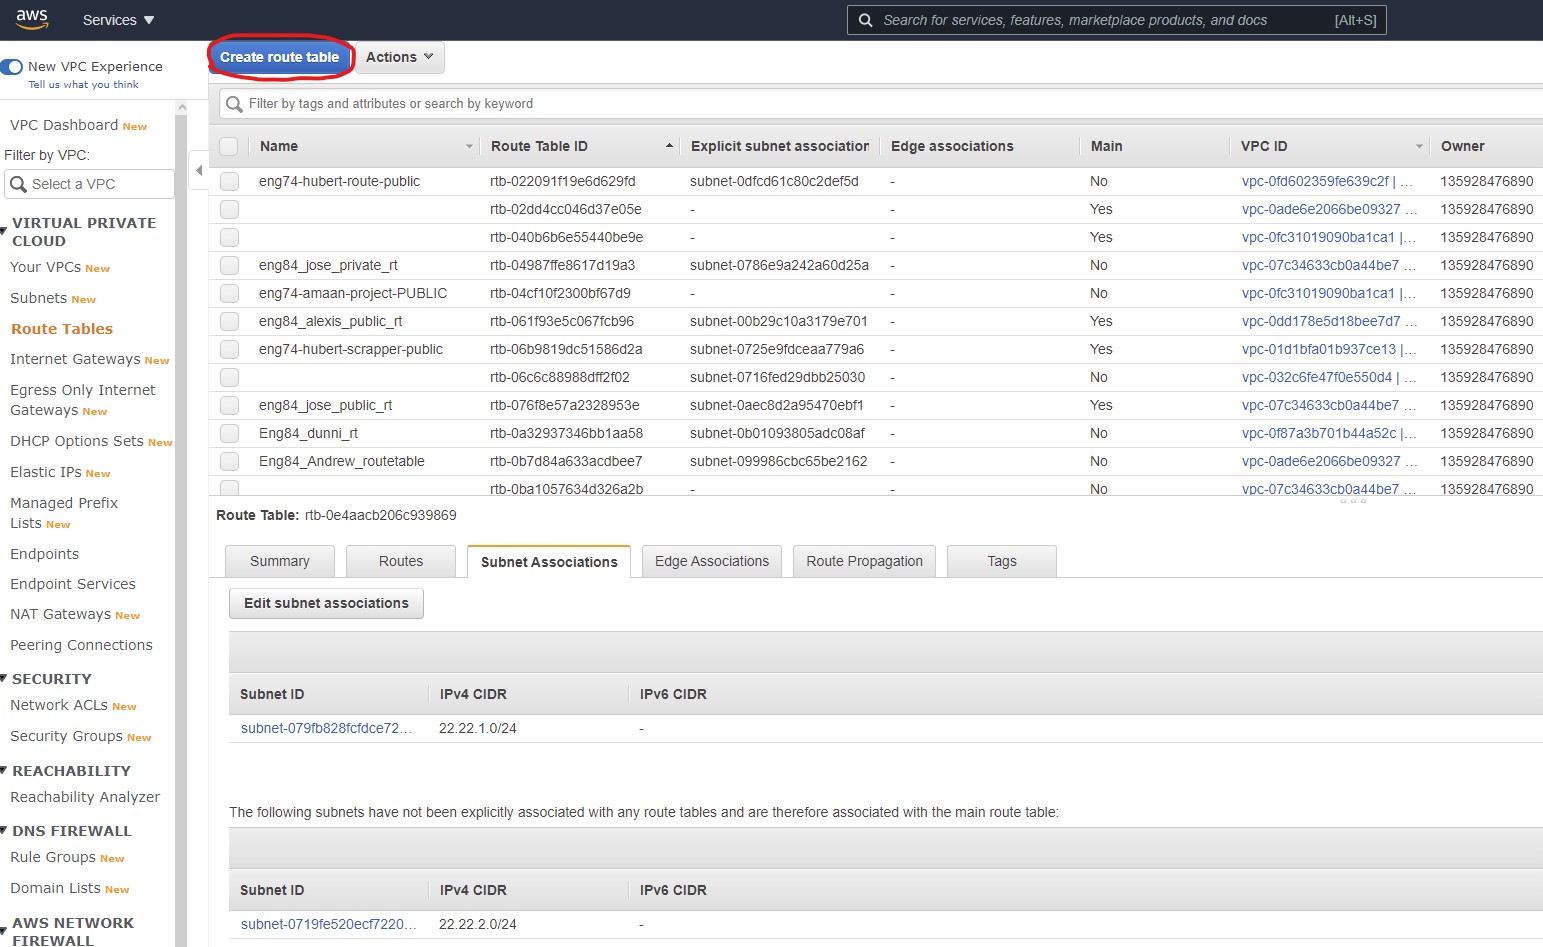 aws
Services
Search for services, features, marketplace products, and docs [Alt+S]
New VPC Experience
Tell us what you think
VPC Dashboard New
Filter by VPC:
Select a VPC
VIRTUAL PRIVATE
CLOUD
Your VPCs New
Subnets New
Route Tables
Internet Gateways New
Egress Only Internet
Gateways New
DHCP Options Sets New
Elastic IPs New
Managed Prefix
Lists New
Endpoints
Endpoint Services
NAT Gateways New
Peering Connections
SECURITY
Network ACLs New
Security Groups New
REACHABILITY
Reachability Analyzer
DNS FIREWALL
Rule Groups New
Domain Lists New
AWS NETWORK
FIREWALL
Create route table Actions
Filter by tags and attributes or search by keyword
Name Route Table ID Explicit subnet association Edge associations Main VPC ID Owner
eng74-hubert-route-public rtb-022091f19e6d629fd subnet-0dfcd61c80c2def5d - No vpc-0fd602359fe639c2f | ... 135928476890
rtb-02dd4cc046d37e05e - - Yes vpc-0ade6e2066be09327 ... 135928476890
rtb-040b6b6e55440be9e - - Yes vpc-0fc31019090ba1ca1 |... 135928476890
eng84_jose_private_rt rtb-04987ffe8617d19a3 subnet-0786e9a242a60d25a - No vpc-07c34633cb0a44be7 ... 135928476890
eng74-amaan-project-PUBLIC rtb-04cf10f2300bf67d9 - - No vpc-0fc31019090ba1ca1 |... 135928476890
eng84_alexis_public_rt rtb-061f93e5c067fcb96 subnet-00b29c10a3179e701 - Yes vpc-0dd178e5d18bee7d7 ... 135928476890
eng74-hubert-scrapper-public rtb-06b9819dc51586d2a subnet-0725e9fdceaa779a6 - Yes vpc-01d1bfa01b937ce13 |... 135928476890
rtb-06c6c88988dff2f02 subnet-0716fed29dbb25030 - No vpc-032c6fe47f0e550d4 | ... 135928476890
eng84_jose_public_rt rtb-076f8e57a2328953e subnet-0aec8d2a95470ebf1 - Yes vpc-07c34633cb0a44be7 ... 135928476890
Eng84_dunni_rt rtb-0a32937346bb1aa58 subnet-0b01093805adc08af - No vpc-0f87a3b701b44a52c |... 135928476890
Eng84_Andrew_routetable rtb-0b7d84a633acdbee7 subnet-099986cbc65be2162 - No vpc-0ade6e2066be09327 ... 135928476890
rtb-0ba1057634d326a2b - - No vpc-07c34633cb0a44be7 ... 135928476890
Route Table: rtb-0e4aacb206c939869
Summary Routes Subnet Associations Edge Associations Route Propagation Tags
Edit subnet associations
Subnet ID IPv4 CIDR IPv6 CIDR
subnet-079fb828fcfdce72... 22.22.1.0/24 -
The following subnets have not been explicitly associated with any route tables and are therefore associated with the main route table:
Subnet ID IPv4 CIDR IPv6 CIDR
subnet-0719fe520ecf7220... 22.22.2.0/24 -